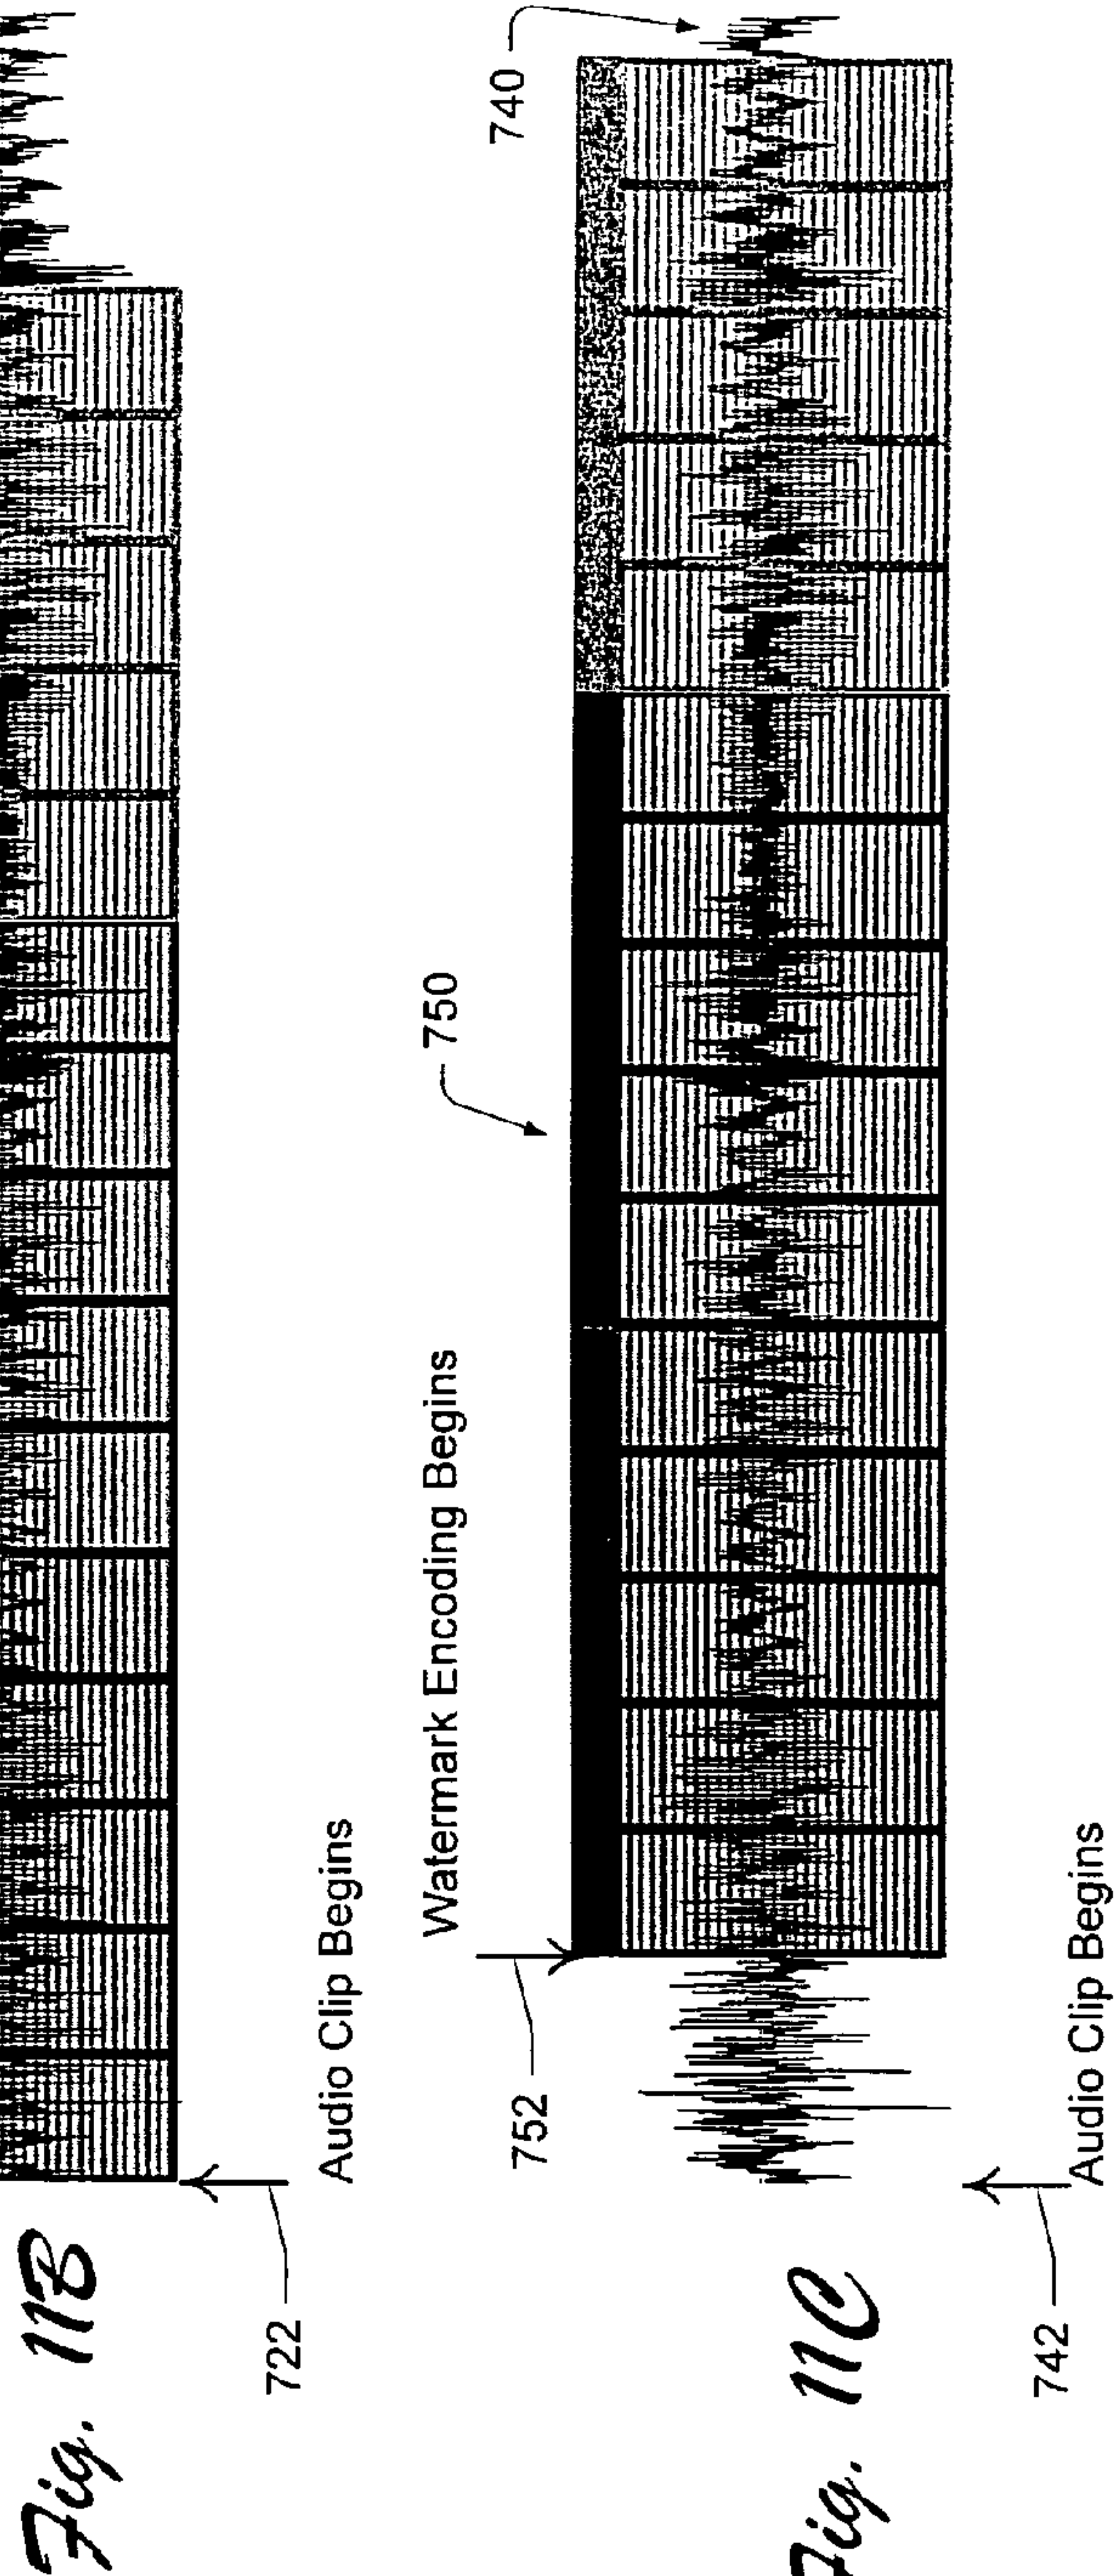 Fig. 11B
722
Audio Clip Begins
740
750
Watermark Encoding Begins
752
Fig. 11C
742
Audio Clip Begins